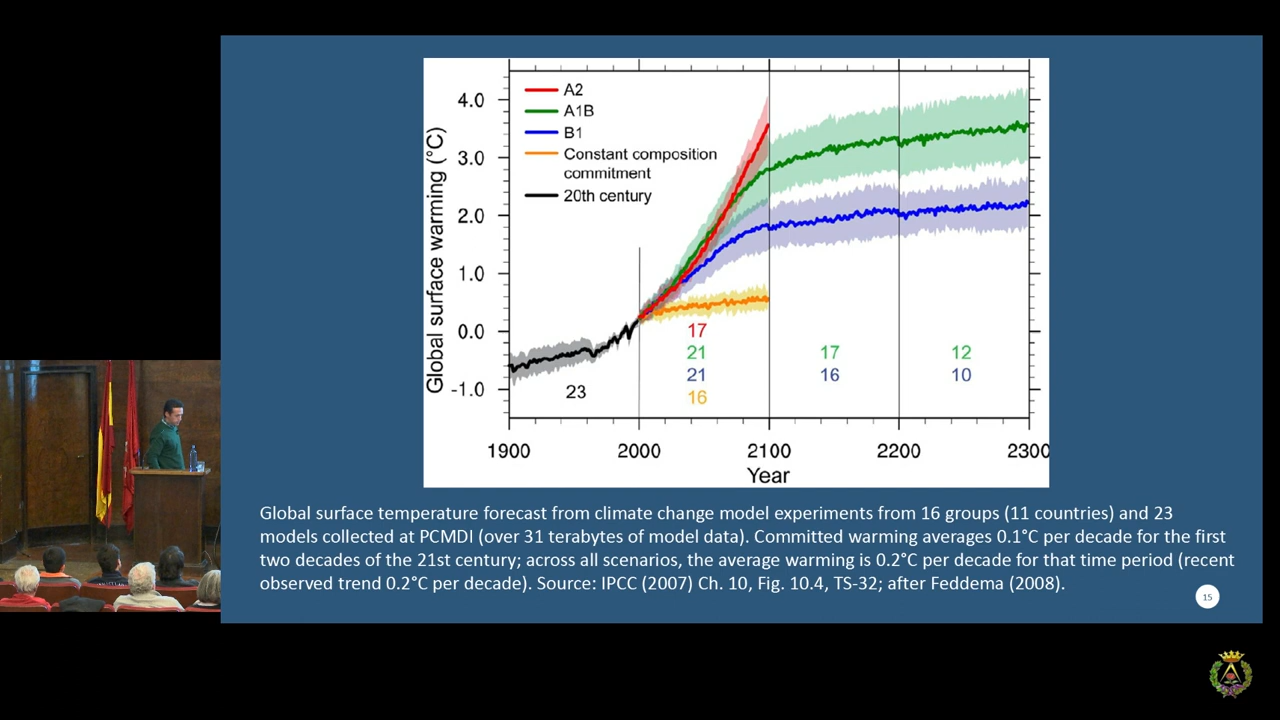 4.0
3.0
2.0
1.0
0.0
-1.0
Global surface warming (°C)
A2
A1B
B1
Constant composition
commitment
20th century
17
21
17
12
21
16
10
23
16
1900
2000
2100
2200
2300
Year
Global surface temperature forecast from climate change model experiments from 16 groups (11 countries) and 23
models collected at PCMDI (over 31 terabytes of model data). Committed warming averages 0.1°C per decade for the first
two decades of the 21st century; across all scenarios, the average warming is 0.2°C per decade for that time period (recent
observed trend 0.2°C per decade). Source: IPCC (2007) Ch. 10, Fig. 10.4, TS-32; after Feddema (2008).
15